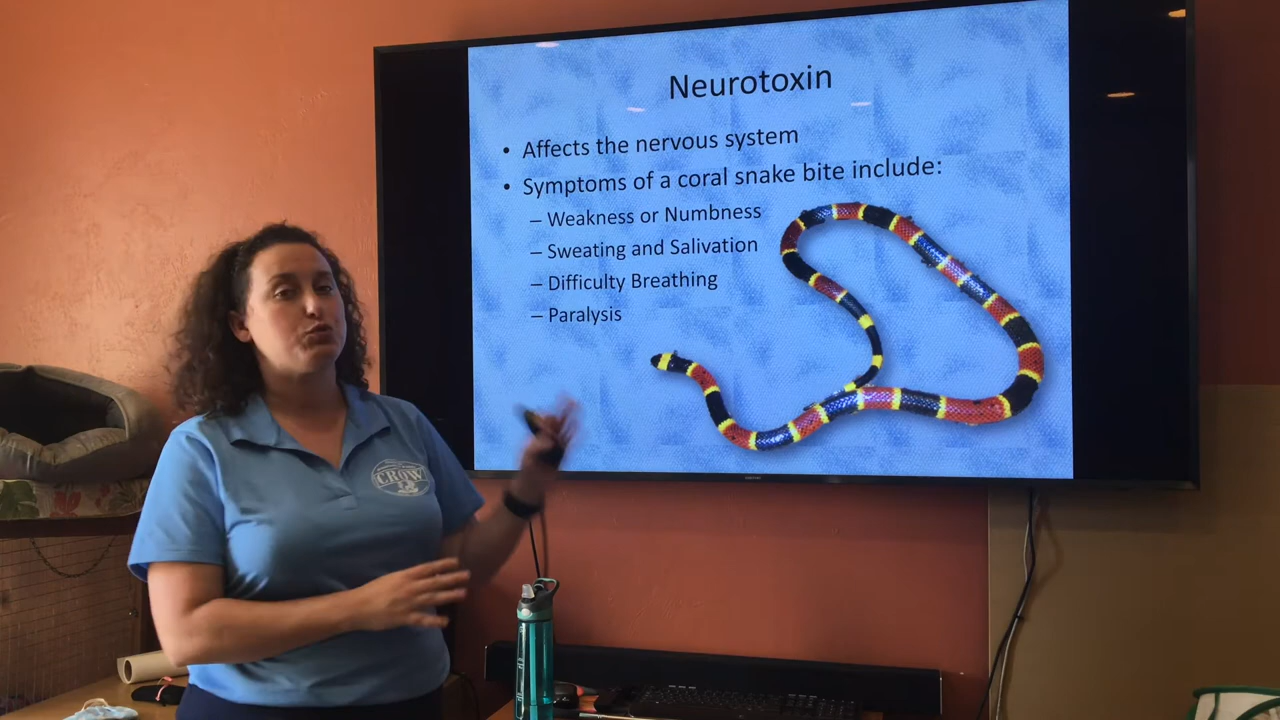 Neurotoxin
• Affects the nervous system
• Symptoms of a coral snake bite include:
– Weakness or Numbness
– Sweating and Salivation
– Difficulty Breathing
– Paralysis
CROW